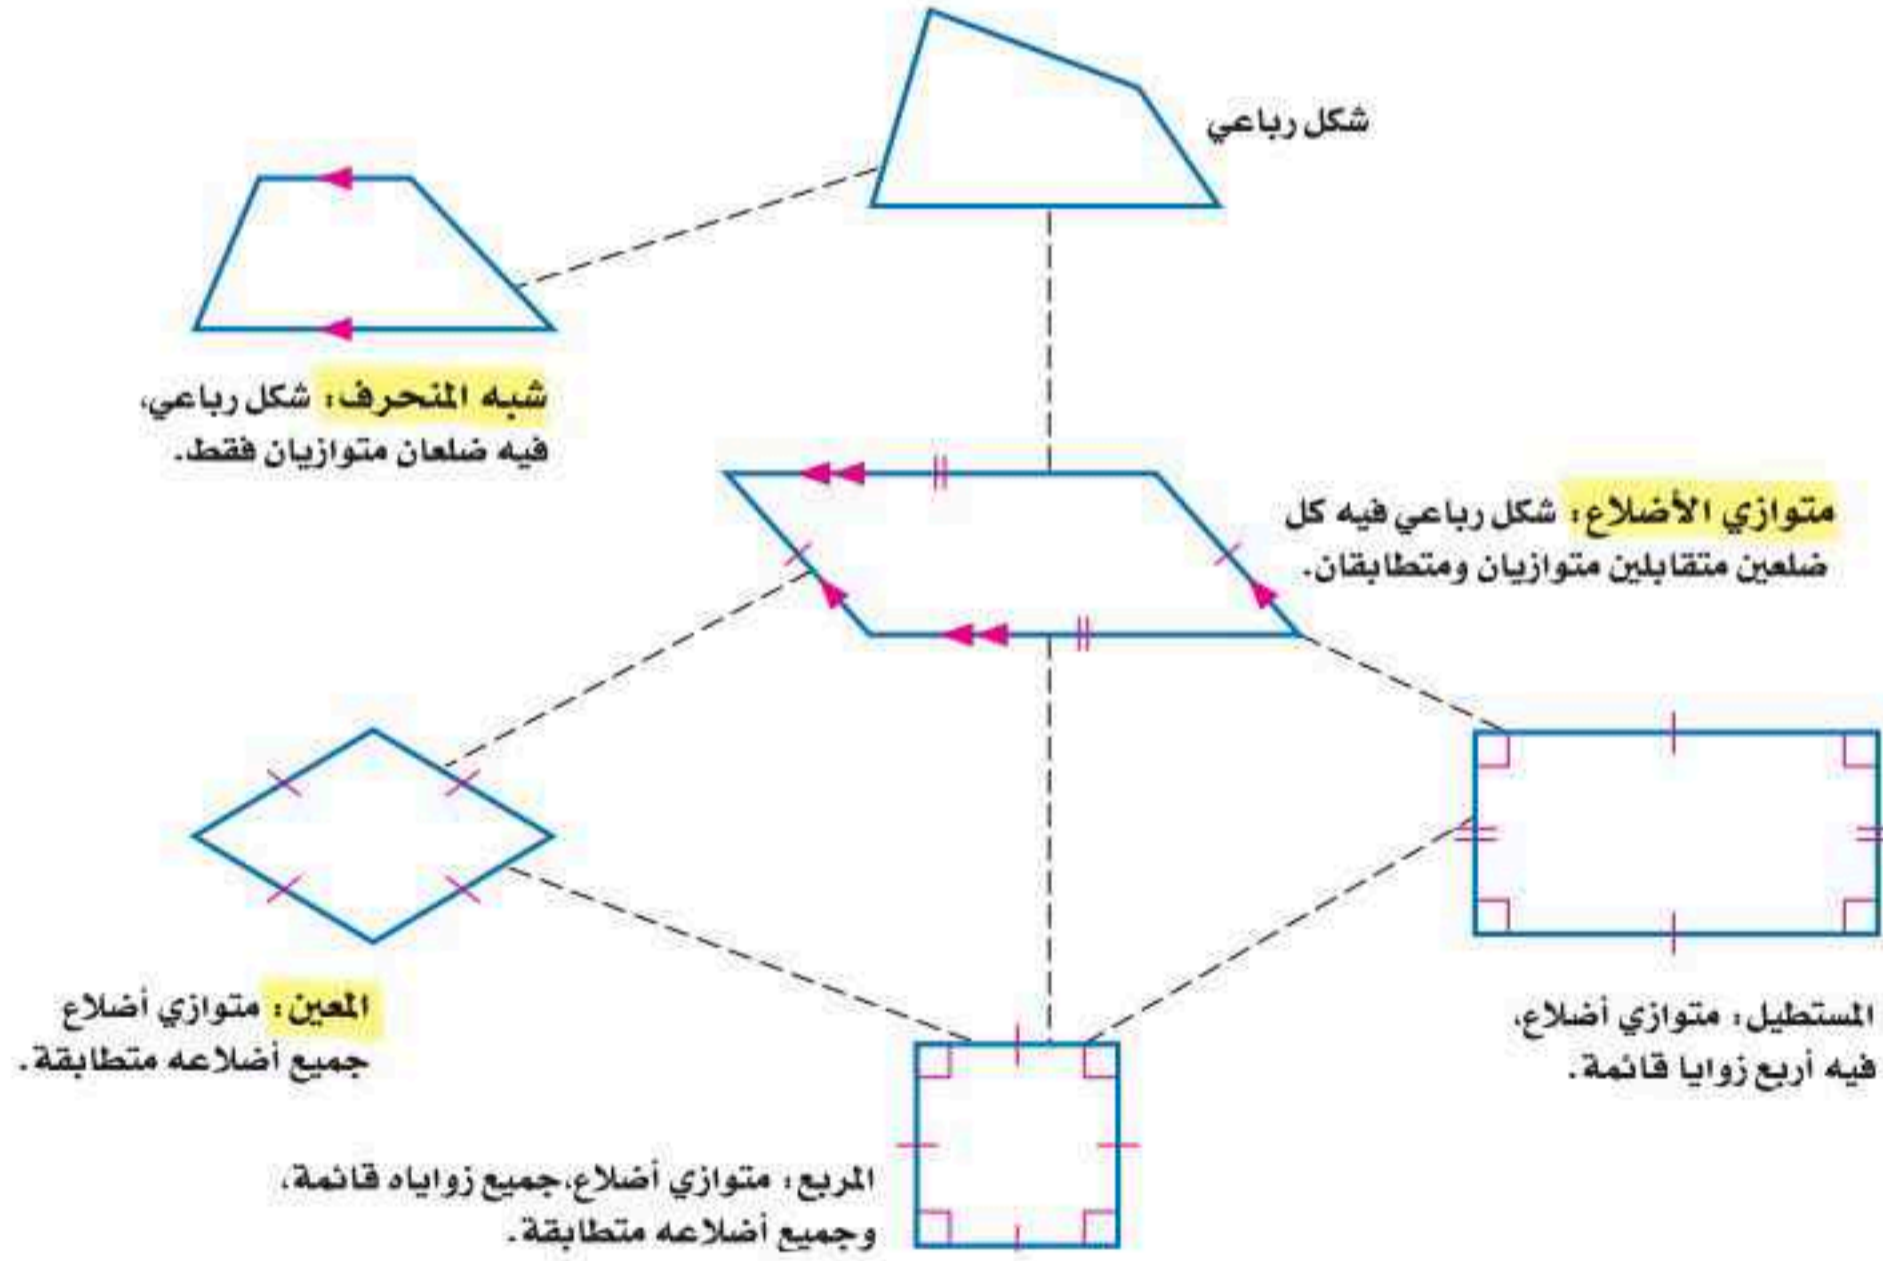 شكل رباعي
شبه المنحرف: شكل رباعي،
فيه ضلعان متوازيان فقط.
متوازي الأضلاع: شكل رباعي فيه كل
ضلعين متقابلين متوازيان ومتطابقان.
المعين: متوازي أضلاع
جميع أضلاعه متطابقة.
المستطيل: متوازي أضلاع،
فيه أربع زوايا قائمة.
المربع: متوازي أضلاع،جميع زواياه قائمة،
وجميع أضلاعه متطابقة.